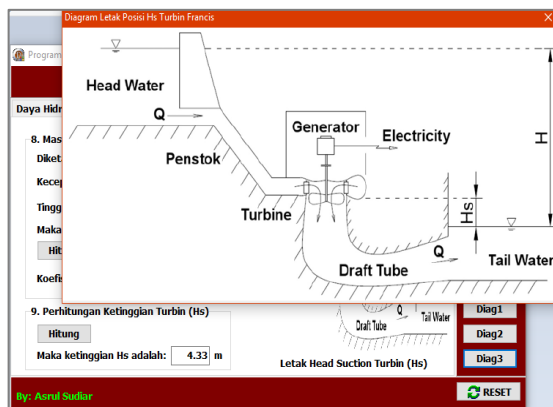 Diagram Letak Posisi Hs Turbin Francis
X
Program
Head Water
Q
Generator
Electricity
H
Penstok
Turbine
Hs
Q
Tail Water
Draft Tube
Daya Hidr
8. Mas
Diket
Kecep
Tingg
Maka
Hit
Koefis
9. Perhitungan Ketinggian Turbin (Hs)
Hitung
Maka ketinggian Hs adalah: 4.33 m
Draft Tube
Tail Water
Letak Head Suction Turbin (Hs)
Diag1
Diag2
Diag3
By: Asrul Sudiar
RESET